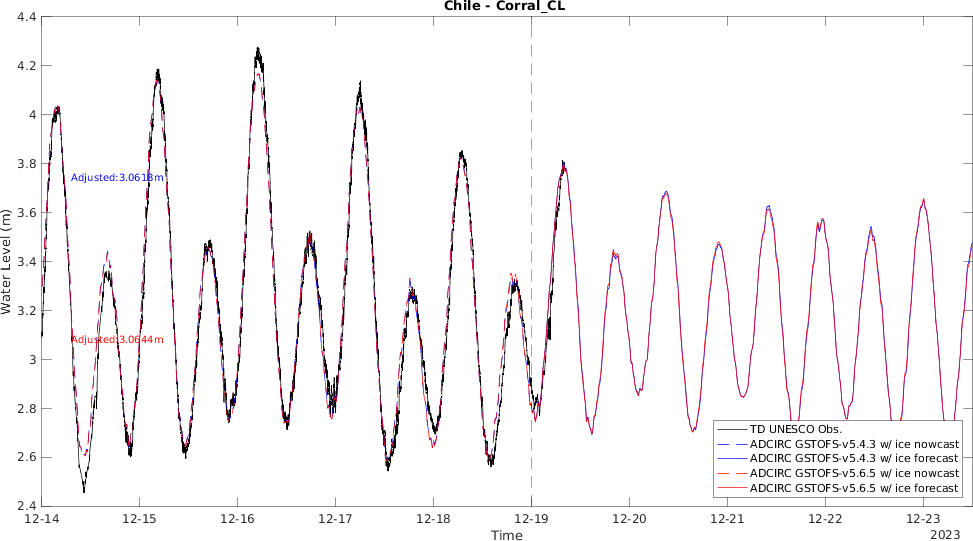 Chile - Corral_CL
4.4
4.2
4
3.8
3.6
3.4
3.2
3
2.8
2.6
2.4
Water Level (m)
Adjusted:3.0618m
Adjusted:3.0644m
TD UNESCO Obs.
ADCIRC GSTOFS-v5.4.3 w/ ice nowcast
ADCIRC GSTOFS-v5.4.3 w/ ice forecast
ADCIRC GSTOFS-v5.6.5 w/ ice nowcast
ADCIRC GSTOFS-v5.6.5 w/ ice forecast
12-14 12-15 12-16 12-17 12-18 12-19 12-20 12-21 12-22 12-23
Time
2023